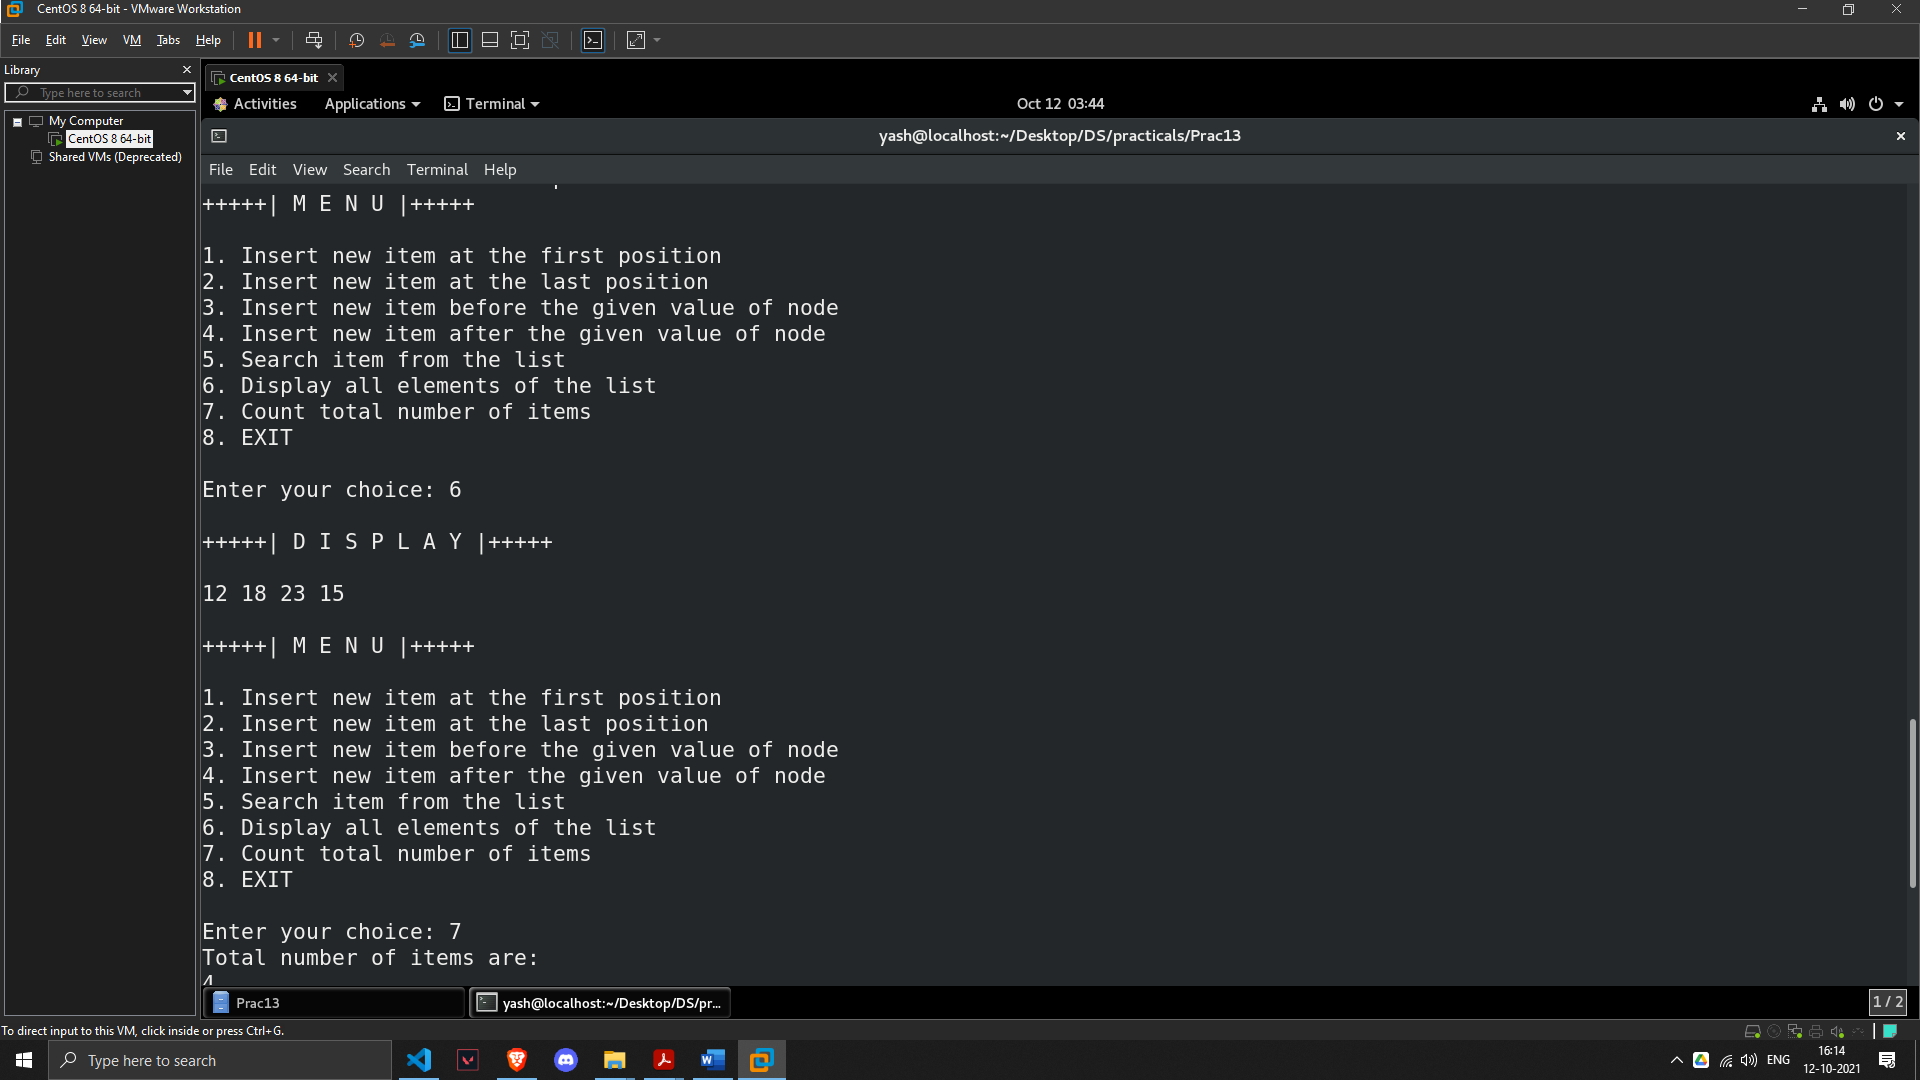 CentOS 8 64-bit - VMware Workstation
File Edit View VM Tabs Help
Library
Type here to search
My Computer
CentOS 8 64-bit
Shared VMs (Deprecated)
CentOS 8 64-bit
Activities Applications Terminal Oct 12 03:44
yash@localhost:~/Desktop/DS/practicals/Prac13
File Edit View Search Terminal Help
+++++| M E N U |+++++
1. Insert new item at the first position
2. Insert new item at the last position
3. Insert new item before the given value of node
4. Insert new item after the given value of node
5. Search item from the list
6. Display all elements of the list
7. Count total number of items
8. EXIT
Enter your choice: 6
+++++| D I S P L A Y |+++++
12 18 23 15
+++++| M E N U |+++++
1. Insert new item at the first position
2. Insert new item at the last position
3. Insert new item before the given value of node
4. Insert new item after the given value of node
5. Search item from the list
6. Display all elements of the list
7. Count total number of items
8. EXIT
Enter your choice: 7
Total number of items are:
4
Prac13 yash@localhost:~/Desktop/DS/pr... 1 / 2
To direct input to this VM, click inside or press Ctrl+G.
Type here to search
ENG
16:14
12-10-2021